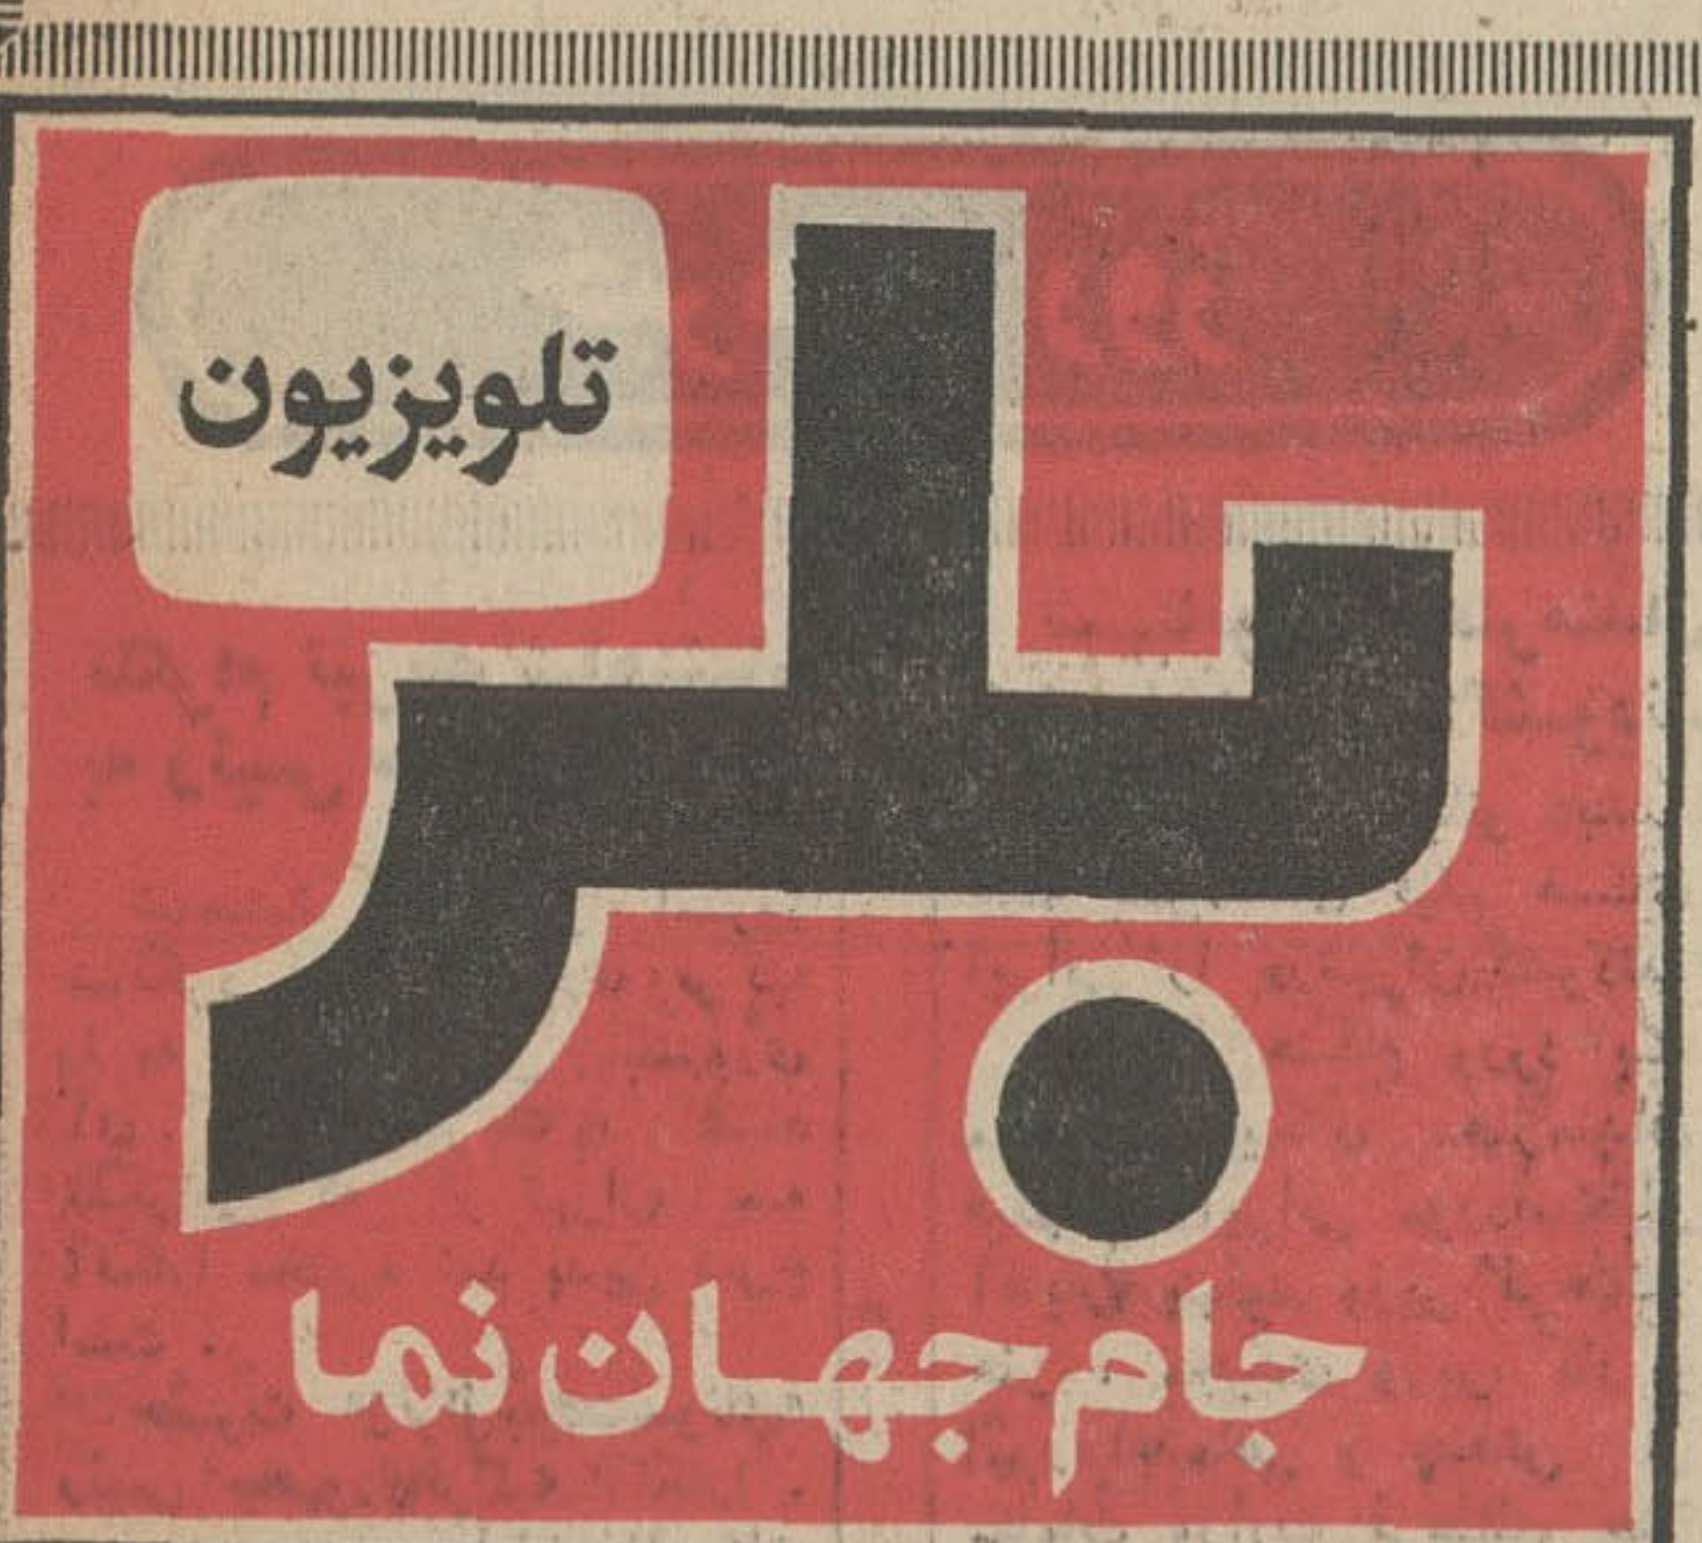 تلویزیون
بلر
جام جهان نما